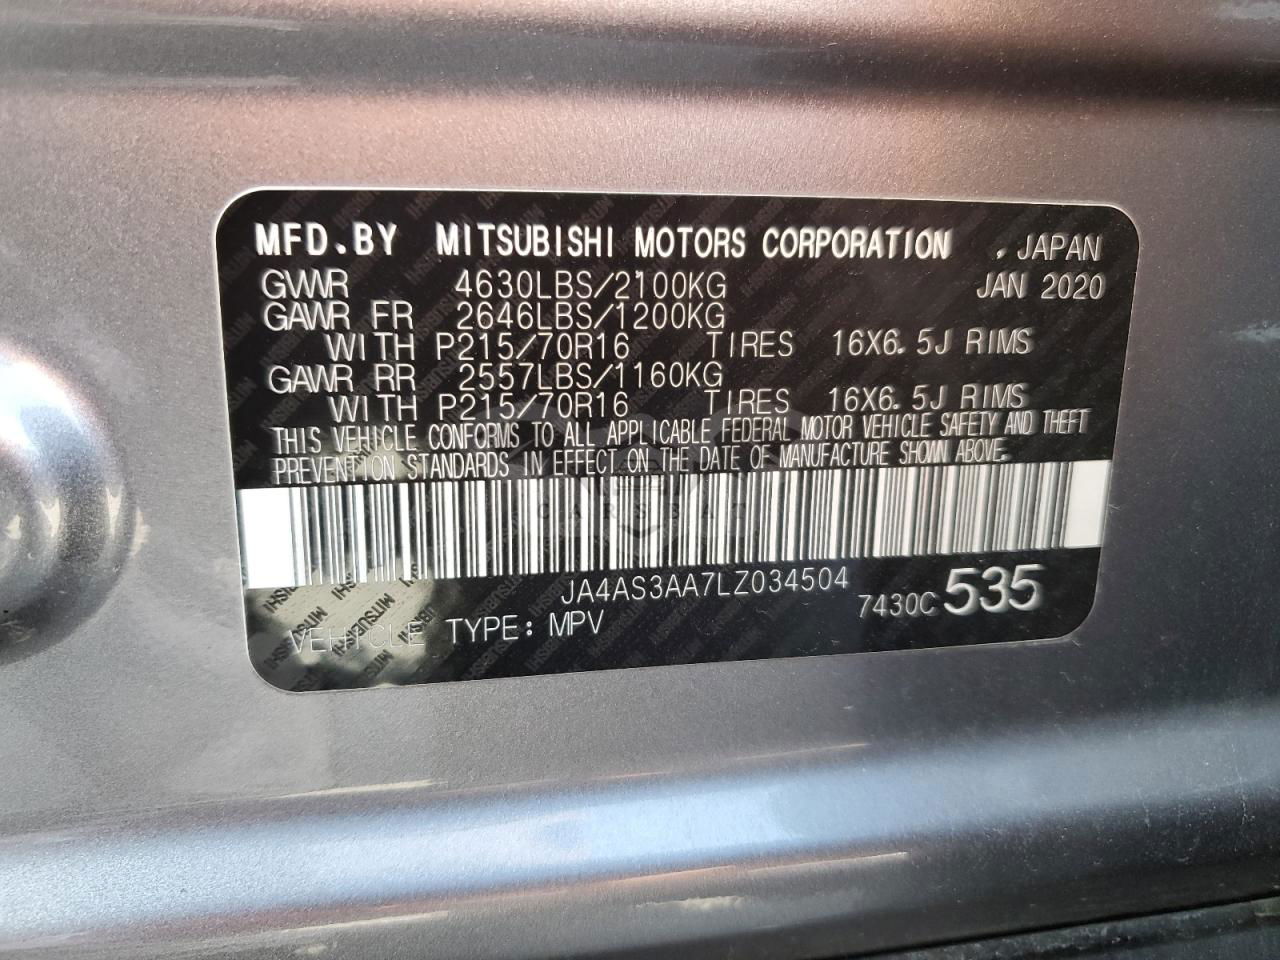 MFD.BY MITSUBISHI MOTORS CORPORATION , JAPAN
GVWR 4630LBS/2100KG JAN 2020
GAWR FR 2646LBS/1200KG
WITH P215/70R16 TIRES 16X6.5J RIMS
GAWR RR 2557LBS/1160KG
WITH P215/70R16 TIRES 16X6.5J RIMS
THIS VEHICLE CONFORMS TO ALL APPLICABLE FEDERAL MOTOR VEHICLE SAFETY AND THEFT
PREVENTION STANDARDS IN EFFECT ON THE DATE OF MANUFACTURE SHOWN ABOVE.
JA4AS3AA7LZ034504
7430C 535
VEHICLE TYPE: MPV